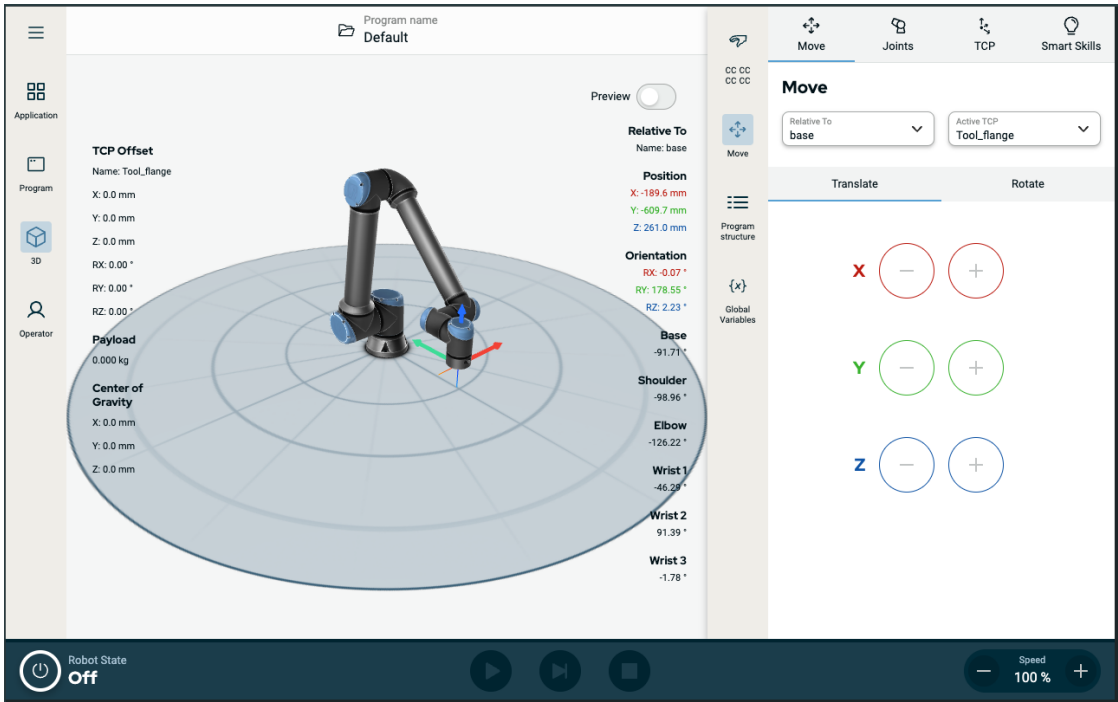 Program name
Default
Application
Program
3D
Operator
TCP Offset
Name: Tool_flange
X: 0.0 mm
Y: 0.0 mm
Z: 0.0 mm
RX: 0.00 °
RY: 0.00 °
RZ: 0.00 °
Payload
0.000 kg
Center of
Gravity
X: 0.0 mm
Y: 0.0 mm
Z: 0.0 mm
Preview
Relative To
Name: base
Position
X: -189.6 mm
Y: -609.7 mm
Z: 261.0 mm
Orientation
RX: -0.07 °
RY: 178.55 °
RZ: 2.23 °
Base
-91.71 °
Shoulder
-98.96 °
Elbow
-126.22 °
Wrist 1
-46.29 °
Wrist 2
91.39 °
Wrist 3
-1.78 °
CC CC
CC CC
Move
Program
structure
{x}
Global
Variables
Move
Joints
TCP
Smart Skills
Move
Relative To
base
Active TCP
Tool_flange
Translate
Rotate
X
Y
Z
Robot State
Off
Speed
100 %